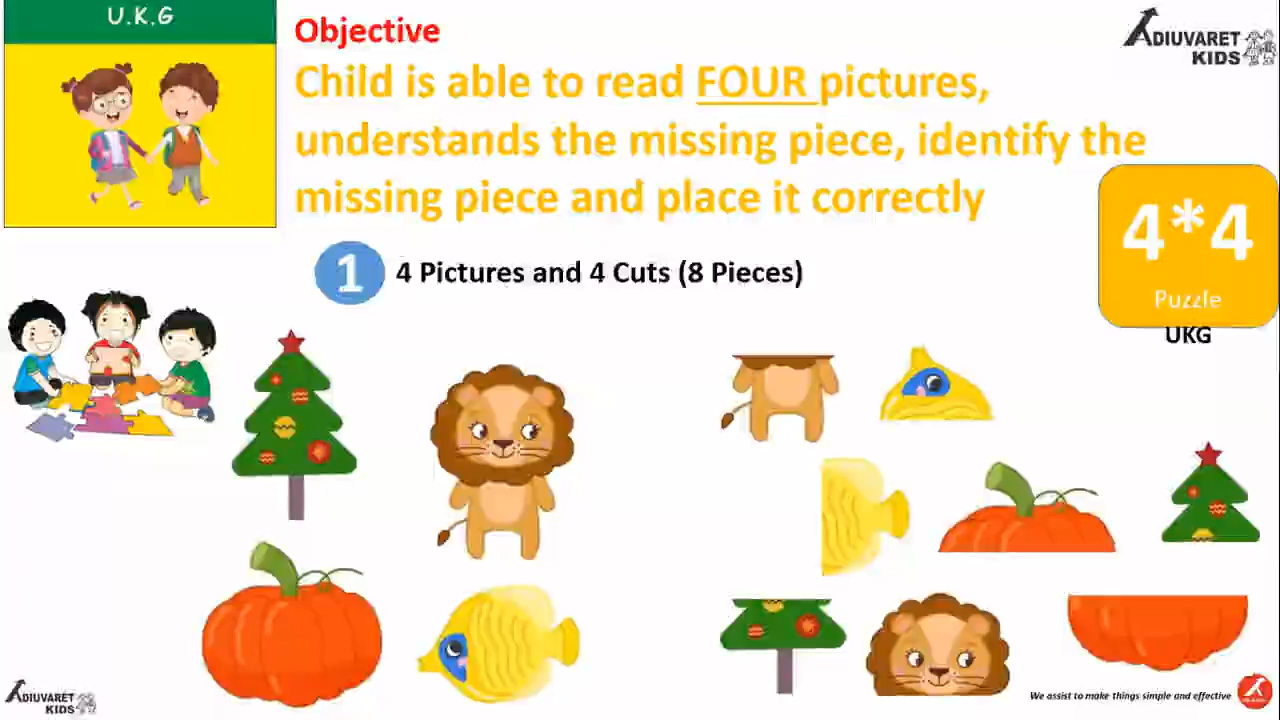 U.K.G
Objective
Child is able to read FOUR pictures,
understands the missing piece, identify the
missing piece and place it correctly
ADIUVARET
KIDS
4*4
Puzzle
UKG
1
4 Pictures and 4 Cuts (8 Pieces)
ADIUVARET
KIDS
We assist to make things simple and effective